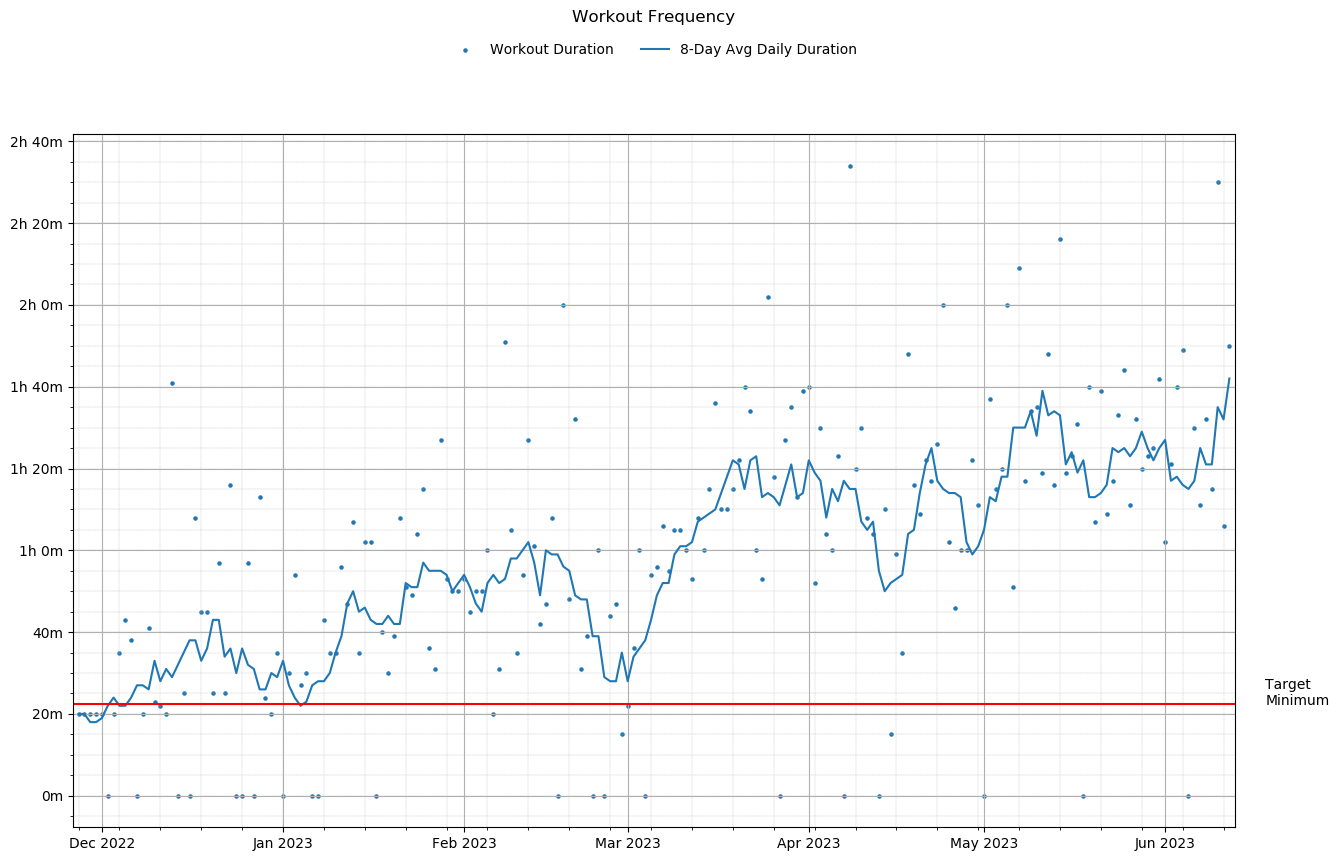 Workout Frequency
Workout Duration
8-Day Avg Daily Duration
2h 40m
2h 20m
2h 0m
1h 40m
1h 20m
1h 0m
40m
20m
0m
Target
Minimum
Dec 2022
Jan 2023
Feb 2023
Mar 2023
Apr 2023
May 2023
Jun 2023